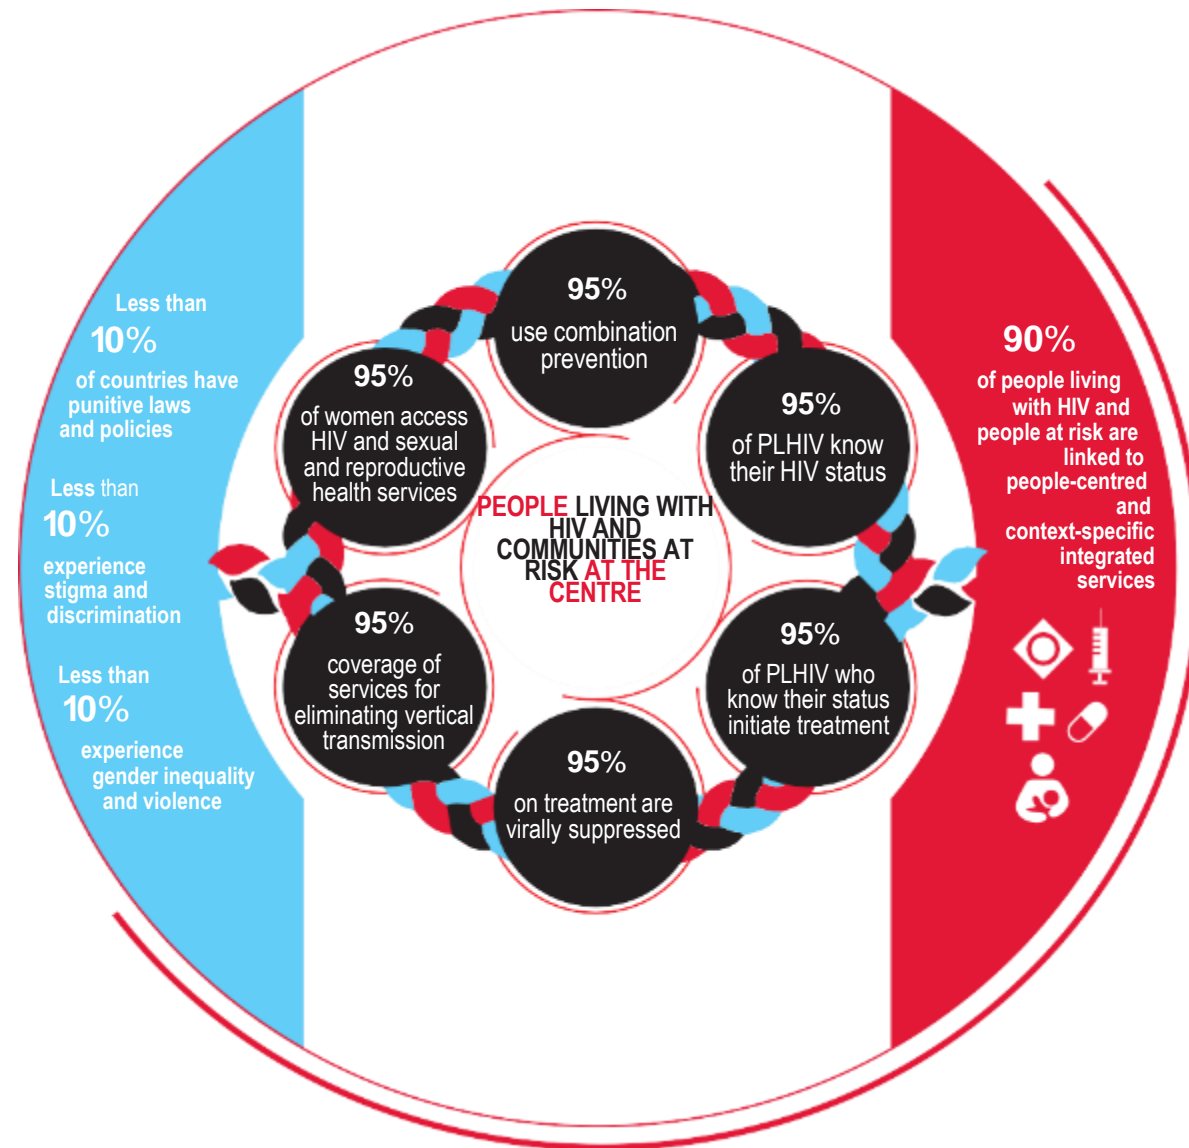 Less than
10%
of countries have
punitive laws
and policies
Less than
10%
experience
stigma and
discrimination
Less than
10%
experience
gender inequality
and violence
95%
use combination
prevention
95%
of women access
HIV and sexual
and reproductive
health services
95%
of PLHIV know
their HIV status
PEOPLE LIVING WITH
HIV AND
COMMUNITIES AT
RISK AT THE
CENTRE
95%
coverage of
services for
eliminating vertical
transmission
95%
of PLHIV who
know their status
initiate treatment
95%
on treatment are
virally suppressed
90%
of people living
with HIV and
people at risk are
linked to
people-centred
and
context-specific
integrated
services